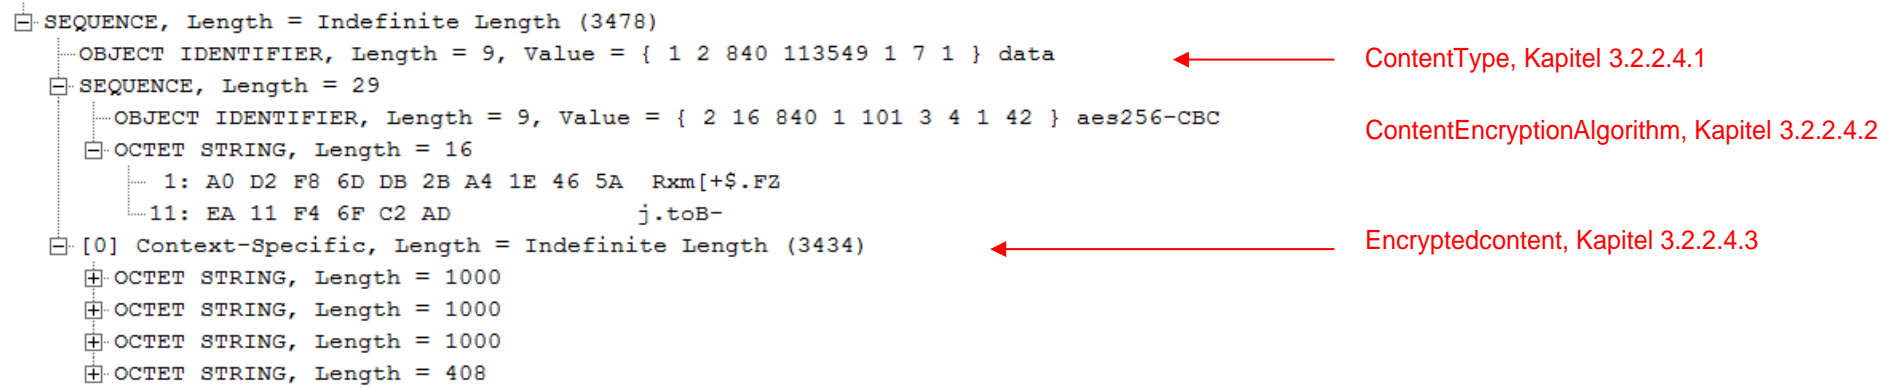 SEQUENCE, Length = Indefinite Length (3478)
OBJECT IDENTIFIER, Length = 9, Value = { 1 2 840 113549 1 7 1 } data
ContentType, Kapitel 3.2.2.4.1
SEQUENCE, Length = 29
OBJECT IDENTIFIER, Length = 9, Value = { 2 16 840 1 101 3 4 1 42 } aes256-CBC
ContentEncryptionAlgorithm, Kapitel 3.2.2.4.2
OCTET STRING, Length = 16
1: A0 D2 F8 6D DB 2B A4 1E 46 5A Rxm[+$.FZ
11: EA 11 F4 6F C2 AD j.toB-
[0] Context-Specific, Length = Indefinite Length (3434)
Encryptedcontent, Kapitel 3.2.2.4.3
OCTET STRING, Length = 1000
OCTET STRING, Length = 1000
OCTET STRING, Length = 1000
OCTET STRING, Length = 408